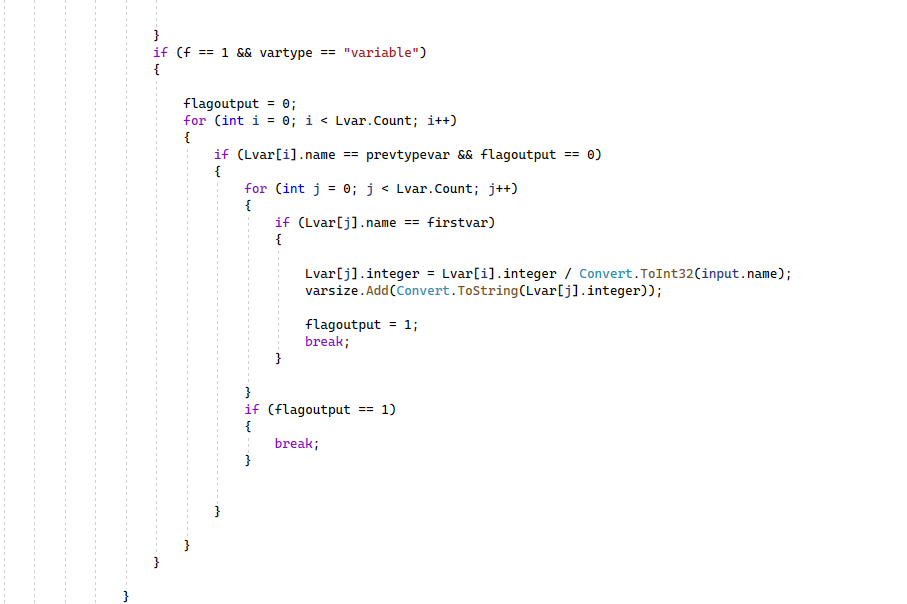 }
if (f == 1 && vartype == "variable")
{
flagoutput = 0;
for (int i = 0; i < Lvar.Count; i++)
{
if (Lvar[i].name == prevtypevar && flagoutput == 0)
{
for (int j = 0; j < Lvar.Count; j++)
{
if (Lvar[j].name == firstvar)
{
Lvar[j].integer = Lvar[i].integer / Convert.ToInt32(input.name);
varsize.Add(Convert.ToString(Lvar[j].integer));
flagoutput = 1;
break;
}
}
if (flagoutput == 1)
{
break;
}
}
}
}
}